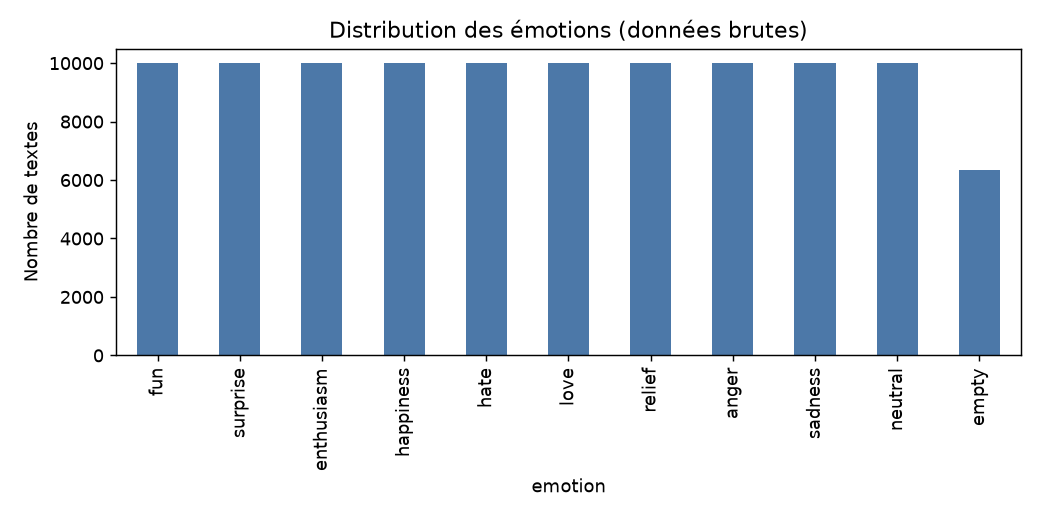 Distribution des émotions (données brutes)
Nombre de textes
10000
8000
6000
4000
2000
0
fun
surprise
enthusiasm
happiness
hate
love
relief
anger
sadness
neutral
empty
emotion